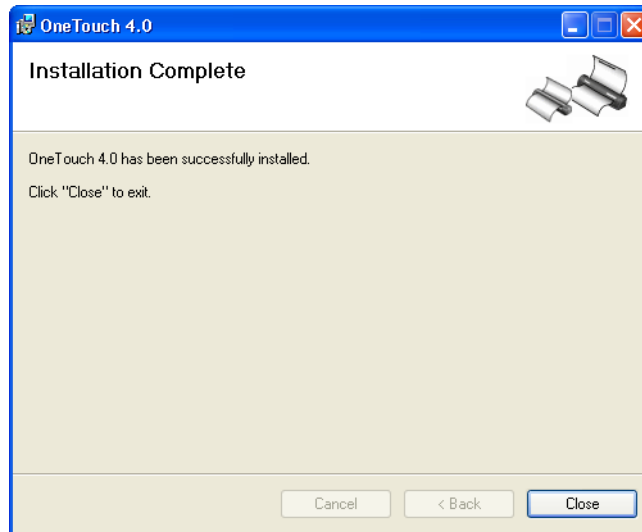 OneTouch 4.0
Installation Complete
OneTouch 4.0 has been successfully installed.
Click "Close" to exit.
Cancel
< Back
Close